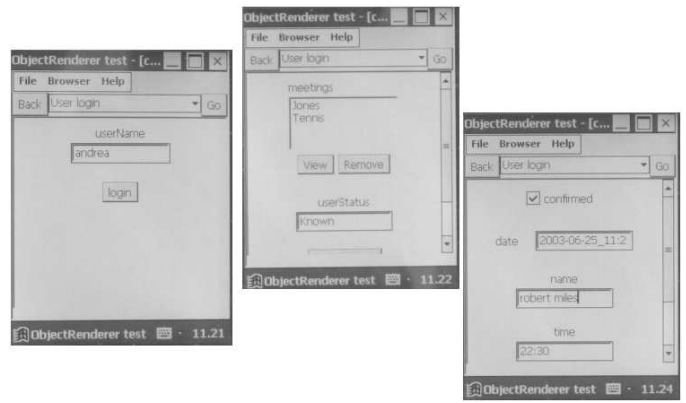 ObjectRenderer test - [c...
File Browser Help
Back User login Go
userName
andrea
login
ObjectRenderer test 11.21
ObjectRenderer test - [c...
File Browser Help
Back User login Go
meetings
Jones
Tennis
View Remove
userStatus
Known
ObjectRenderer test 11.22
ObjectRenderer test - [c...
File Browser Help
Back User login Go
confirmed
date 2003-06-25_11:2
name
robert miles
time
22:30
ObjectRenderer test 11.24